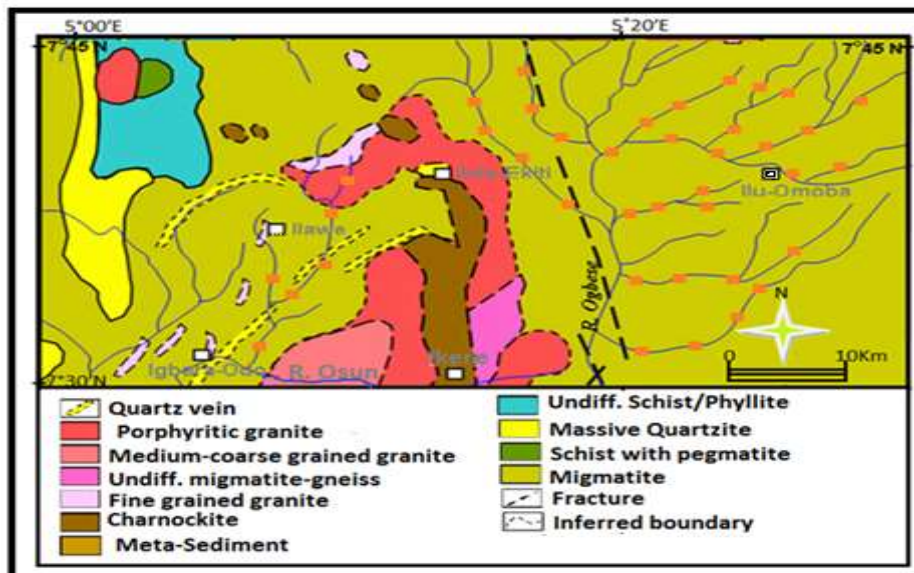 5°00'E 5°20'E
7°45 N 7°45 N
Ilu-Omoba
Ilawe
R. Ogbese
N
0 10Km
Igbara-Odo R. Osun Ikere
7°30 N
Quartz vein
Porphyritic granite
Medium-coarse grained granite
Undiff. migmatite-gneiss
Fine grained granite
Charnockite
Meta-Sediment
Undiff. Schist/Phyllite
Massive Quartzite
Schist with pegmatite
Migmatite
Fracture
Inferred boundary